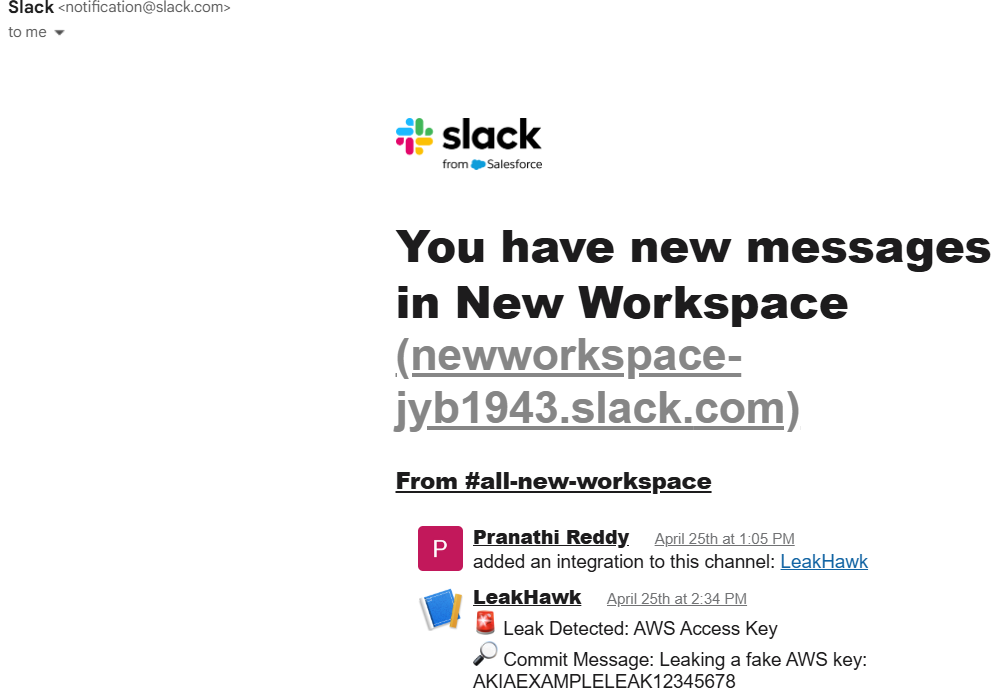 Slack <notification@slack.com>
to me
slack
from Salesforce
You have new messages
in New Workspace
(newworkspace-
jyb1943.slack.com)
From #all-new-workspace
P
Pranathi Reddy April 25th at 1:05 PM
added an integration to this channel: LeakHawk
LeakHawk April 25th at 2:34 PM
🚨 Leak Detected: AWS Access Key
🔎 Commit Message: Leaking a fake AWS key:
AKIAEXAMPLELEAK12345678